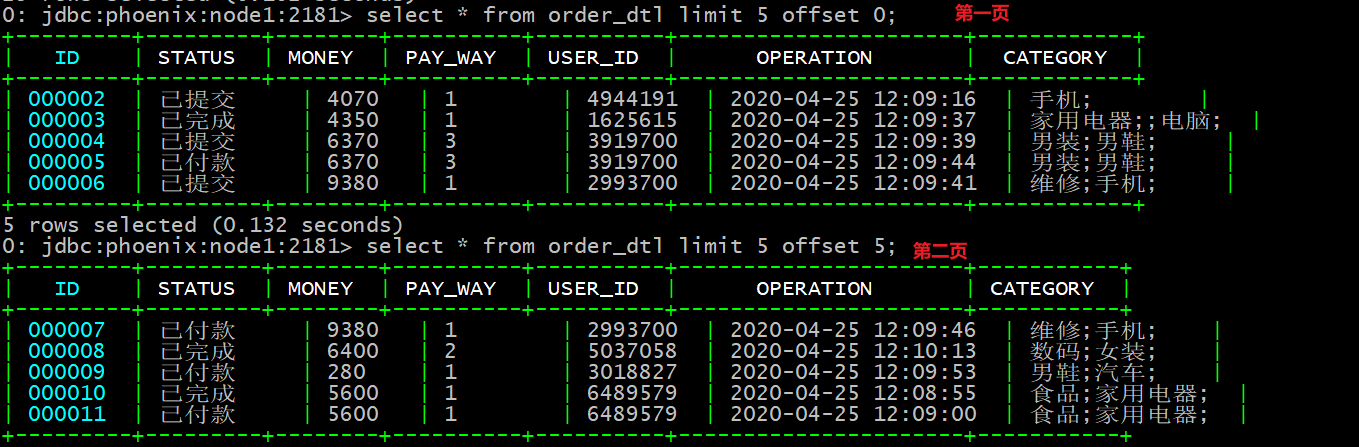 0: jdbc:phoenix:node1:2181> select * from order_dtl limit 5 offset 0; 第一页
| ID | STATUS | MONEY | PAY_WAY | USER_ID | OPERATION | CATEGORY |
| 000002 | 已提交 | 4070 | 1 | 4944191 | 2020-04-25 12:09:16 | 手机; |
| 000003 | 已完成 | 4350 | 1 | 1625615 | 2020-04-25 12:09:37 | 家用电器;;电脑; |
| 000004 | 已提交 | 6370 | 3 | 3919700 | 2020-04-25 12:09:39 | 男装;男鞋; |
| 000005 | 已付款 | 6370 | 3 | 3919700 | 2020-04-25 12:09:44 | 男装;男鞋; |
| 000006 | 已提交 | 9380 | 1 | 2993700 | 2020-04-25 12:09:41 | 维修;手机; |
5 rows selected (0.132 seconds)
0: jdbc:phoenix:node1:2181> select * from order_dtl limit 5 offset 5; 第二页
| ID | STATUS | MONEY | PAY_WAY | USER_ID | OPERATION | CATEGORY |
| 000007 | 已付款 | 9380 | 1 | 2993700 | 2020-04-25 12:09:46 | 维修;手机; |
| 000008 | 已完成 | 6400 | 2 | 5037058 | 2020-04-25 12:10:13 | 数码;女装; |
| 000009 | 已付款 | 280 | 1 | 3018827 | 2020-04-25 12:09:53 | 男鞋;汽车; |
| 000010 | 已完成 | 5600 | 1 | 6489579 | 2020-04-25 12:08:55 | 食品;家用电器; |
| 000011 | 已付款 | 5600 | 1 | 6489579 | 2020-04-25 12:09:00 | 食品;家用电器; |